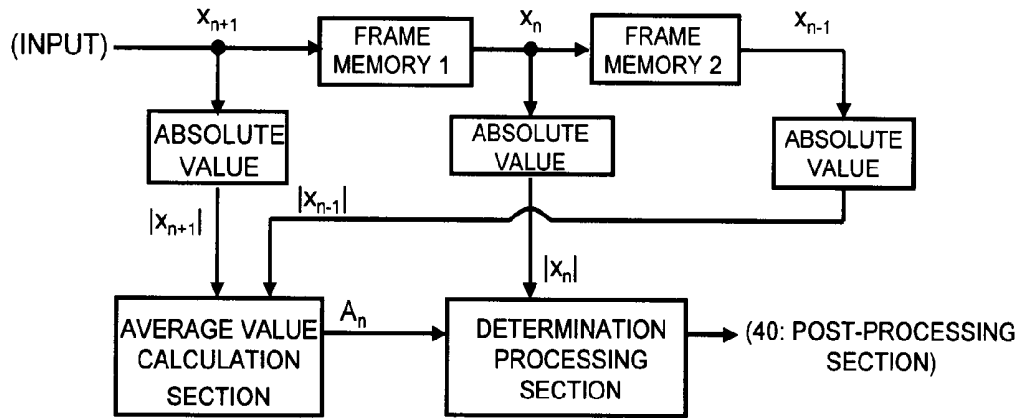 x_{n+1}
x_n
x_{n-1}
(INPUT)
FRAME
MEMORY 1
FRAME
MEMORY 2
ABSOLUTE
VALUE
ABSOLUTE
VALUE
ABSOLUTE
VALUE
|x_{n+1}|
|x_{n-1}|
|x_n|
AVERAGE VALUE
CALCULATION
SECTION
A_n
DETERMINATION
PROCESSING
SECTION
(40: POST-PROCESSING
SECTION)